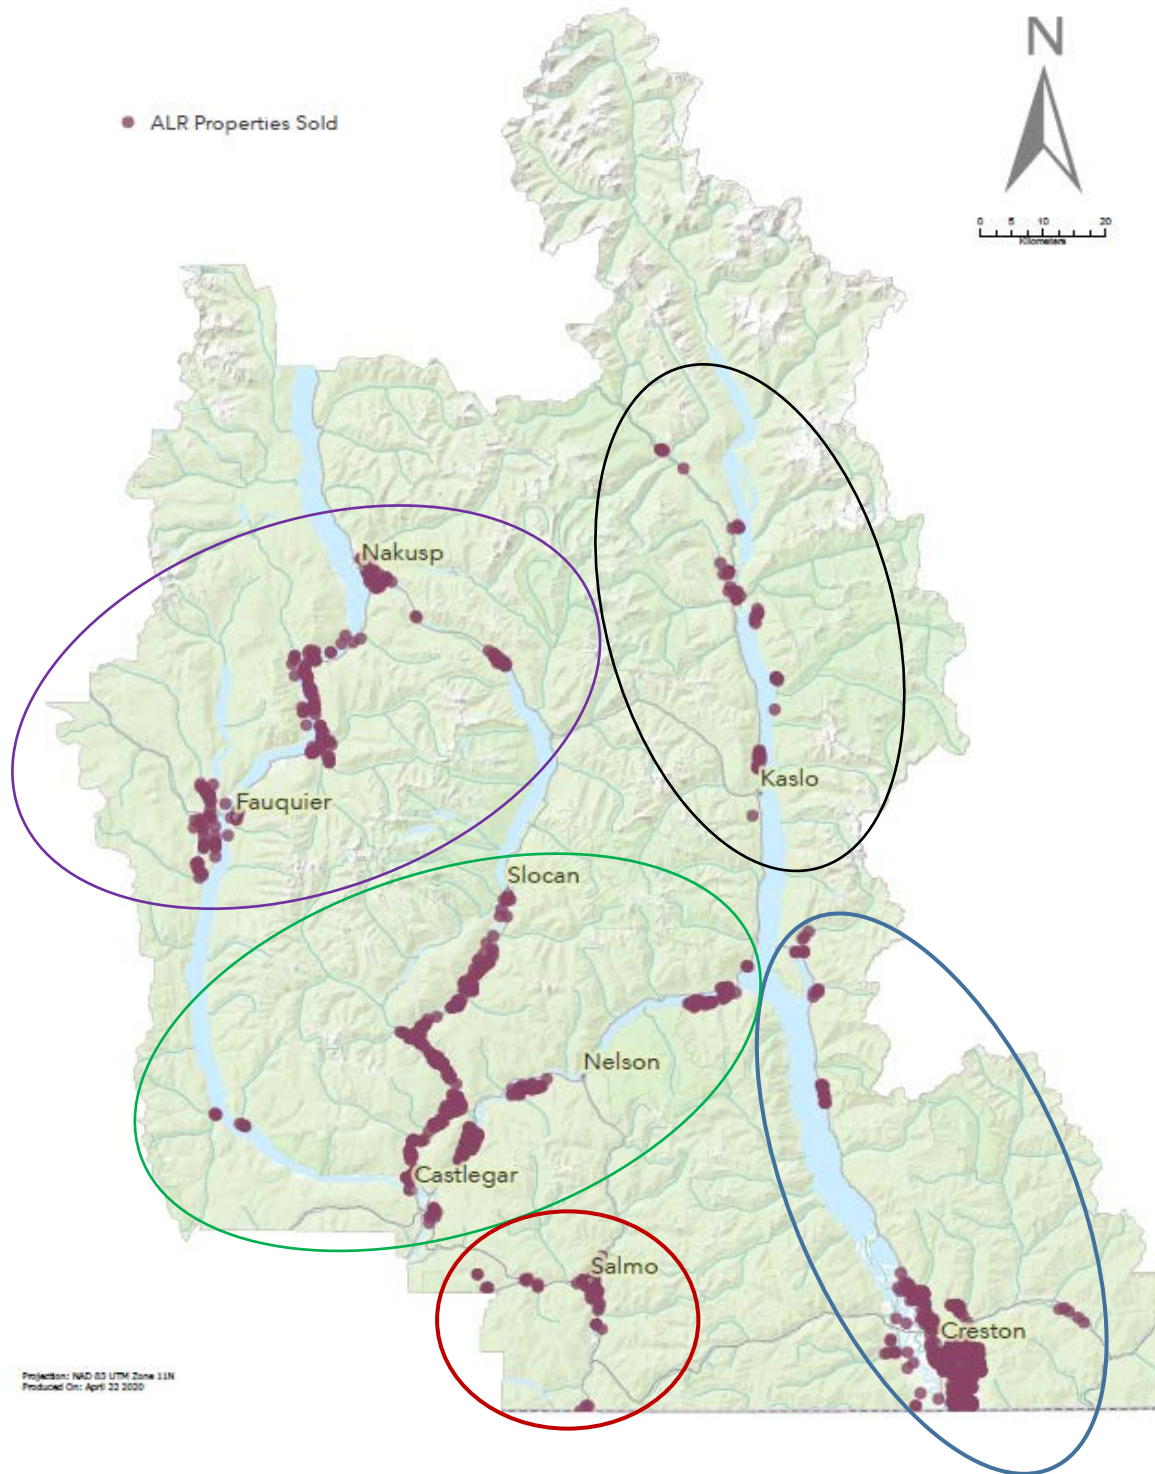 N
ALR Properties Sold
0 5 10 20
Kilometers
Nakusp
Kaslo
Fauquier
Slocan
Nelson
Castlegar
Salmo
Creston
Projection: NAD 83 UTM Zone 11N
Produced On: April 22 2020